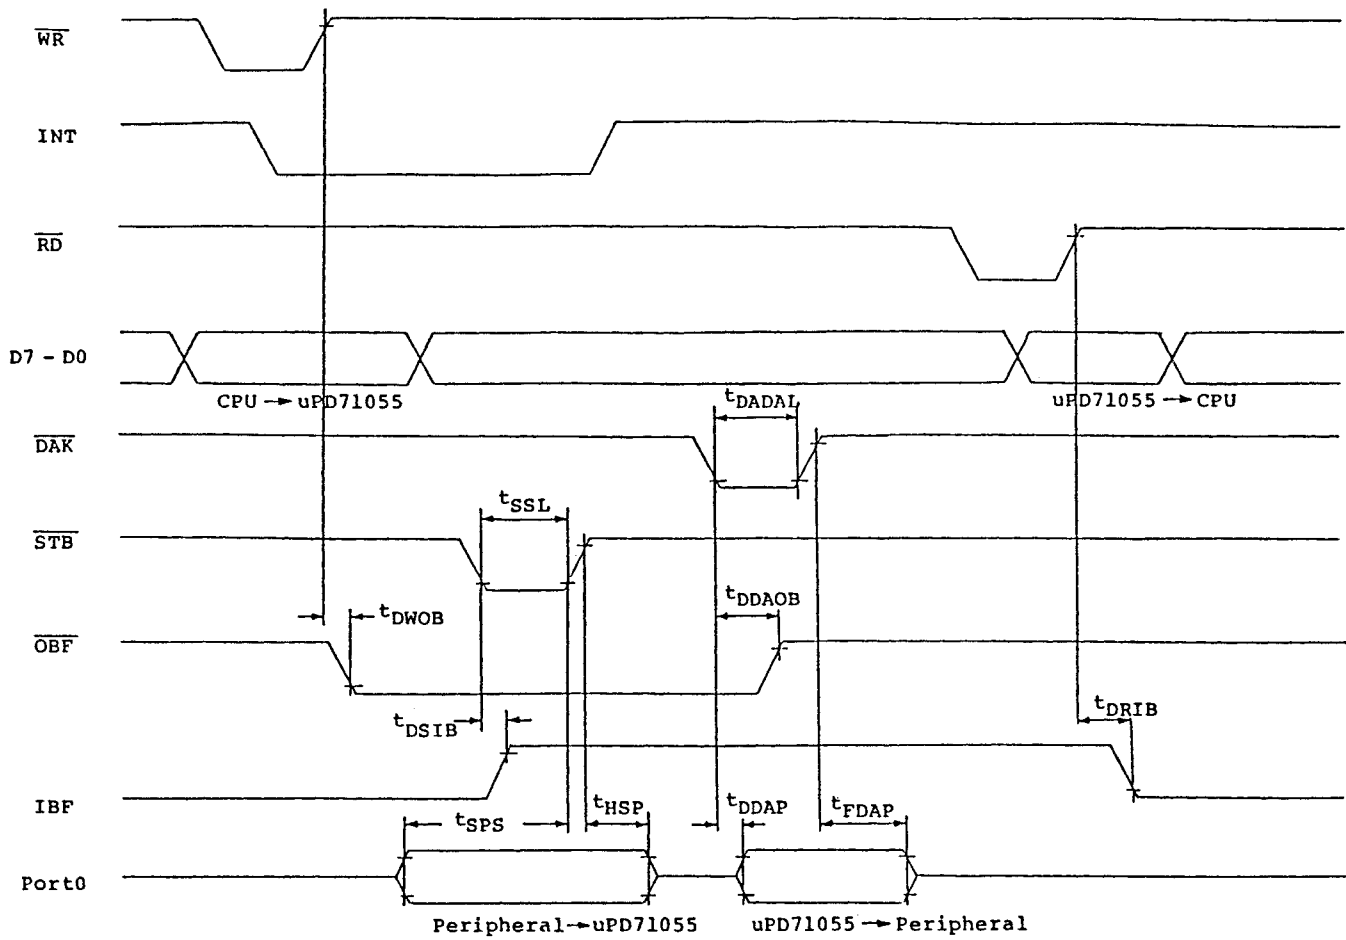 WR
INT
RD
D7 - D0
CPU → uPD71055
uPD71055 → CPU
tDADAL
DAK
tSSL
STB
tDWOB
tDDAOB
OBF
tDSIB
tDRIB
IBF
tSPS
tHSP
tDDAP
tFDAP
Port0
Peripheral → uPD71055
uPD71055 → Peripheral